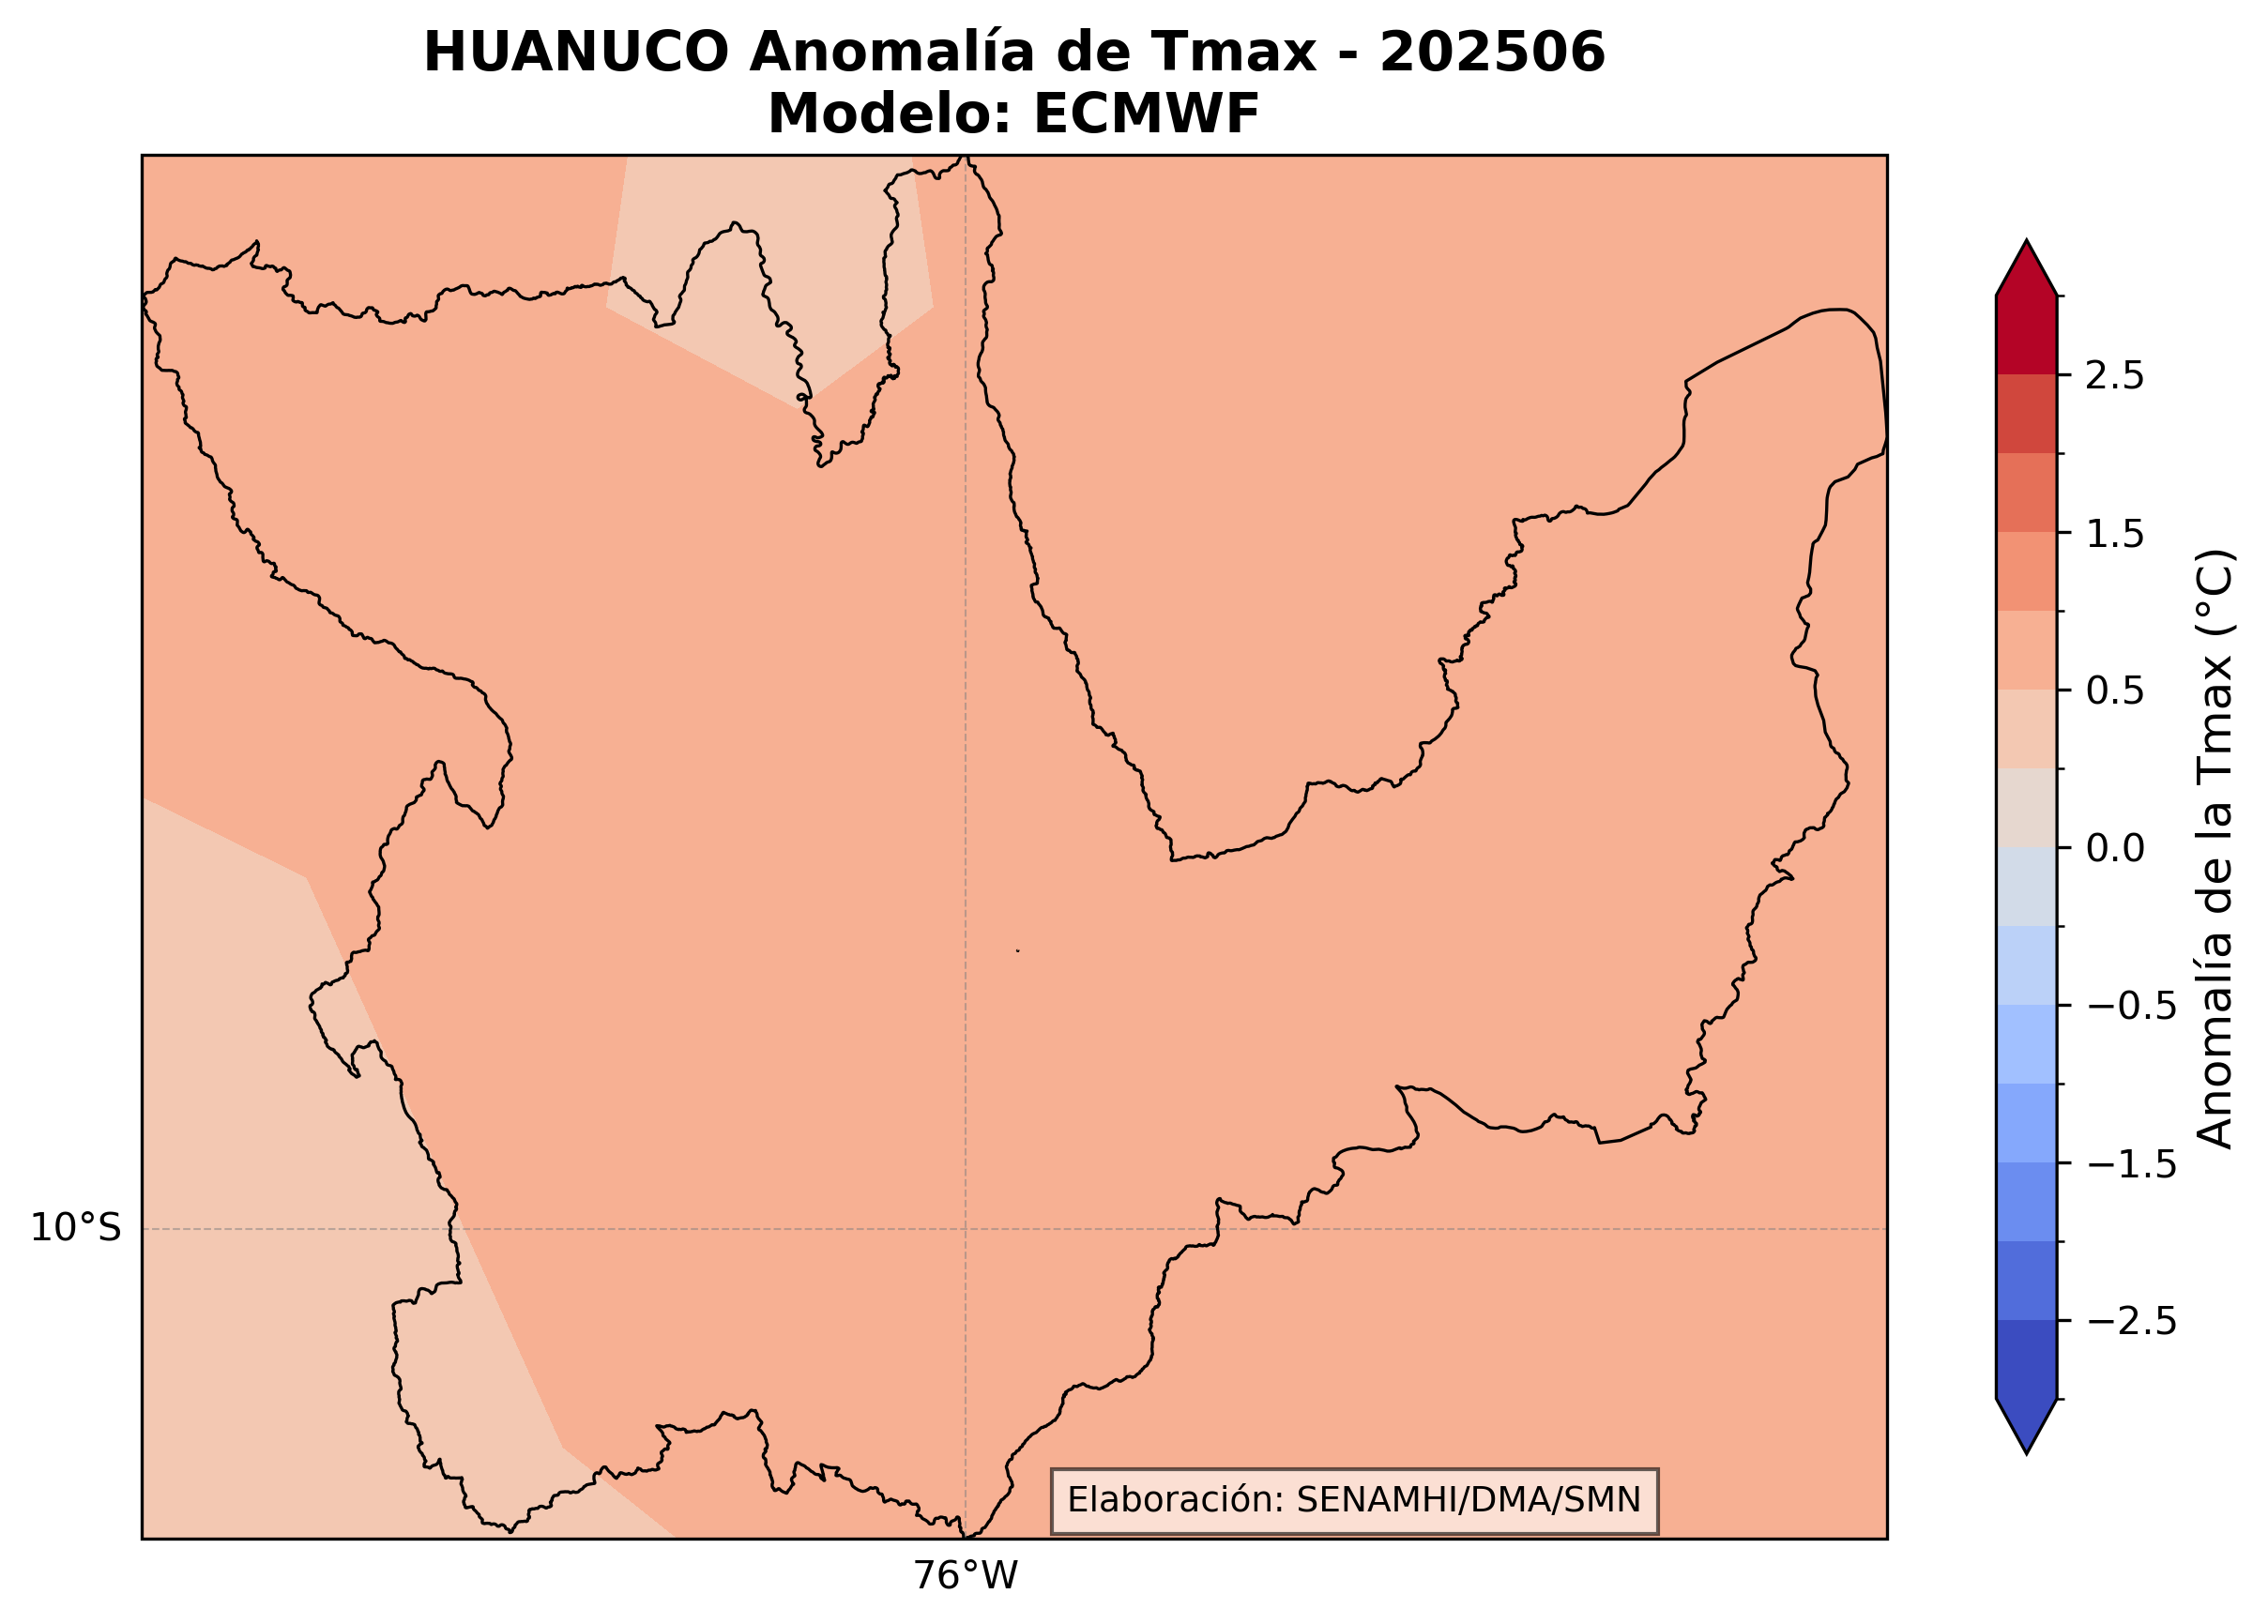 HUANUCO Anomalía de Tmax - 202506
Modelo: ECMWF
2.5
1.5
0.5
0.0
−0.5
−1.5
−2.5
Anomalía de la Tmax (°C)
10°S
76°W
Elaboración: SENAMHI/DMA/SMN